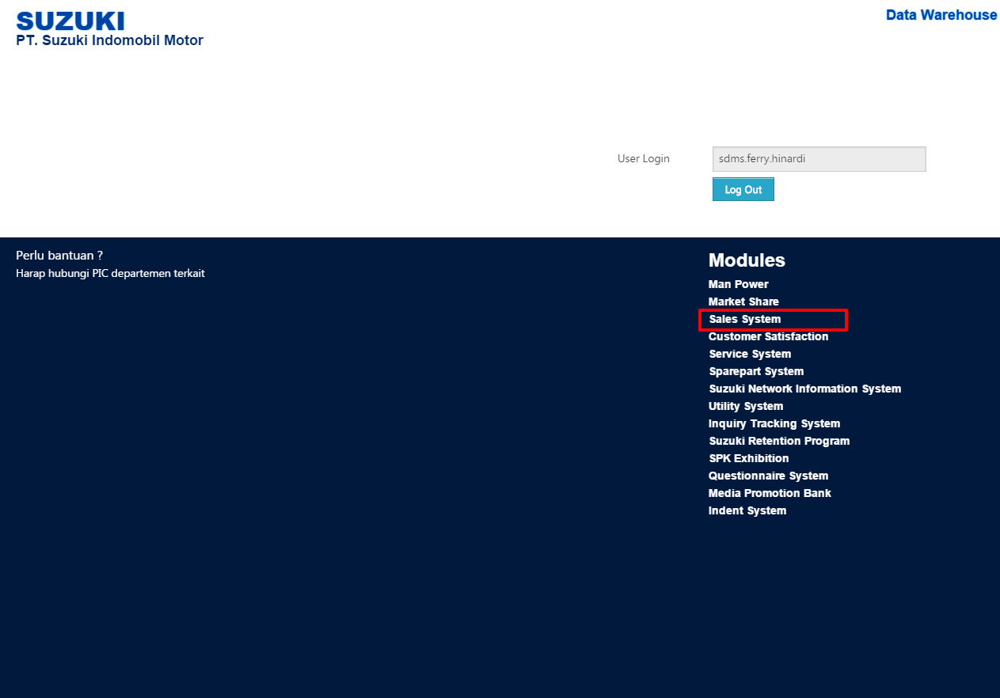 SUZUKI
PT. Suzuki Indomobil Motor
Data Warehouse
User Login
sdms.ferry.hinardi
Log Out
Perlu bantuan ?
Harap hubungi PIC departemen terkait
Modules
Man Power
Market Share
Sales System
Customer Satisfaction
Service System
Sparepart System
Suzuki Network Information System
Utility System
Inquiry Tracking System
Suzuki Retention Program
SPK Exhibition
Questionnaire System
Media Promotion Bank
Indent System